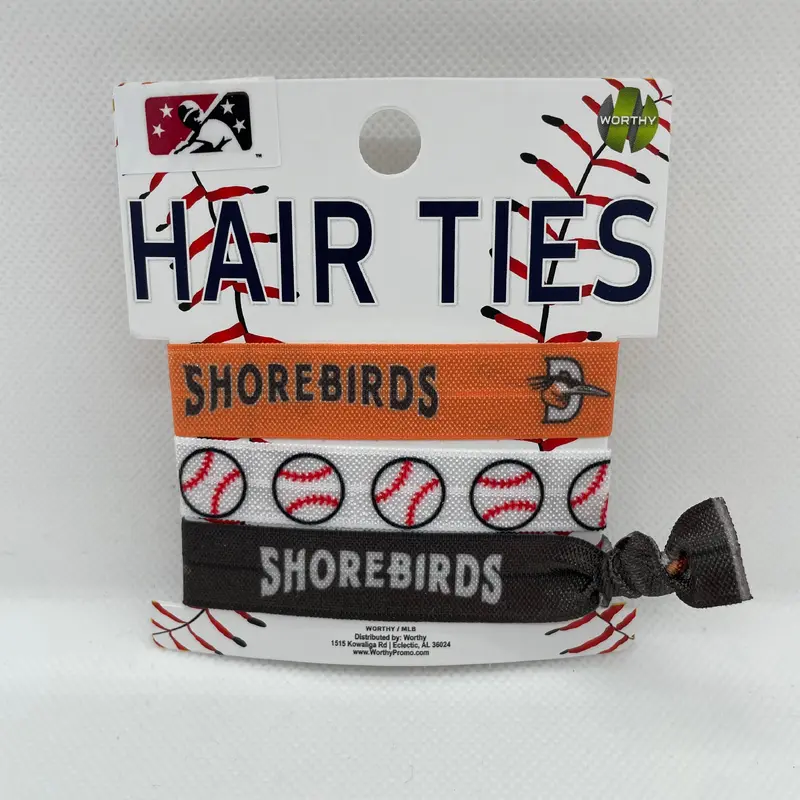 WORTHY
HAIR TIES
SHOREBIRDS D
SHOREBIRDS
WORTHY / MLB
Distributed by: Worthy
1515 Kowaliga Rd | Eclectic, AL 36024
www.WorthyPromo.com